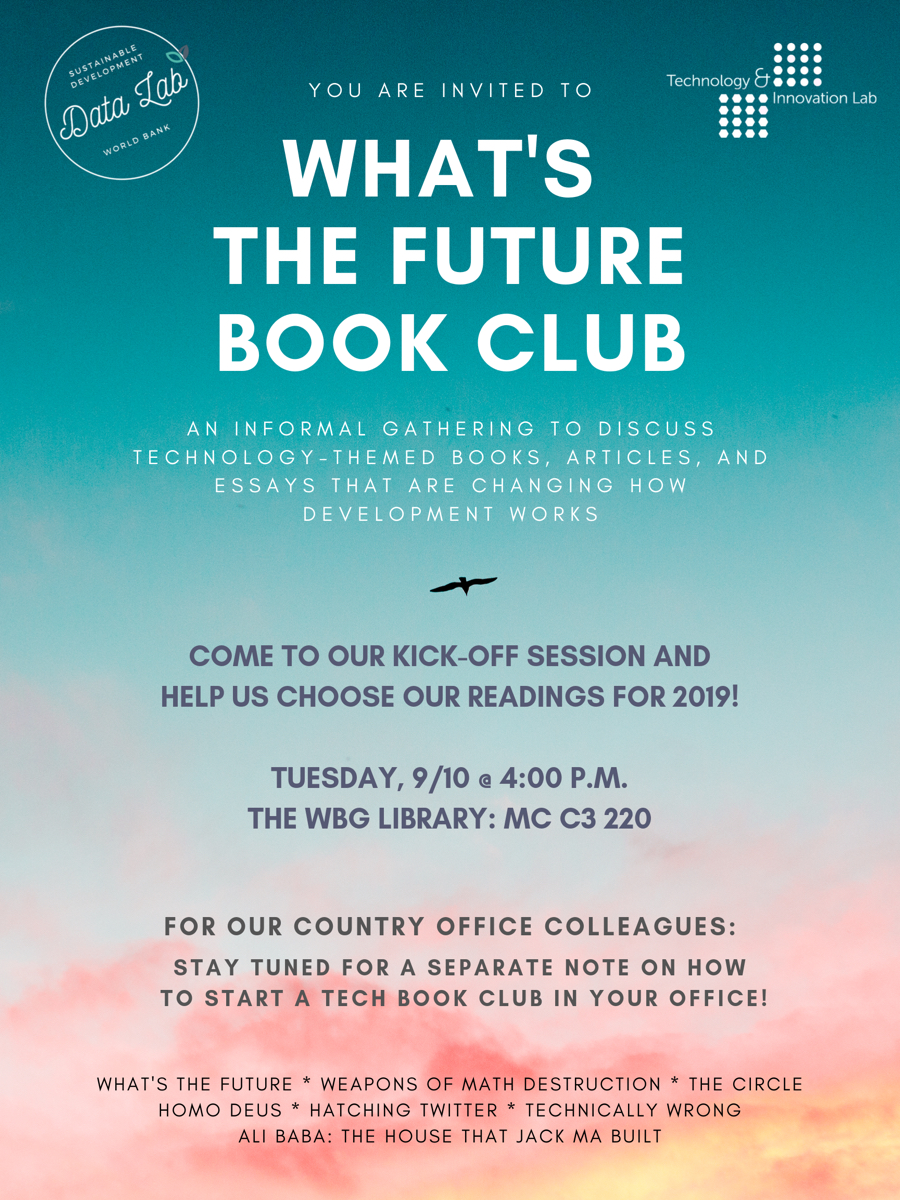 SUSTAINABLE
DEVELOPMENT
Data Lab
WORLD BANK
Technology &
Innovation Lab
YOU ARE INVITED TO
WHAT'S
THE FUTURE
BOOK CLUB
AN INFORMAL GATHERING TO DISCUSS
TECHNOLOGY-THEMED BOOKS, ARTICLES, AND
ESSAYS THAT ARE CHANGING HOW
DEVELOPMENT WORKS
COME TO OUR KICK-OFF SESSION AND
HELP US CHOOSE OUR READINGS FOR 2019!
TUESDAY, 9/10 @ 4:00 P.M.
THE WBG LIBRARY: MC C3 220
FOR OUR COUNTRY OFFICE COLLEAGUES:
STAY TUNED FOR A SEPARATE NOTE ON HOW
TO START A TECH BOOK CLUB IN YOUR OFFICE!
WHAT'S THE FUTURE * WEAPONS OF MATH DESTRUCTION * THE CIRCLE
HOMO DEUS * HATCHING TWITTER * TECHNICALLY WRONG
ALI BABA: THE HOUSE THAT JACK MA BUILT